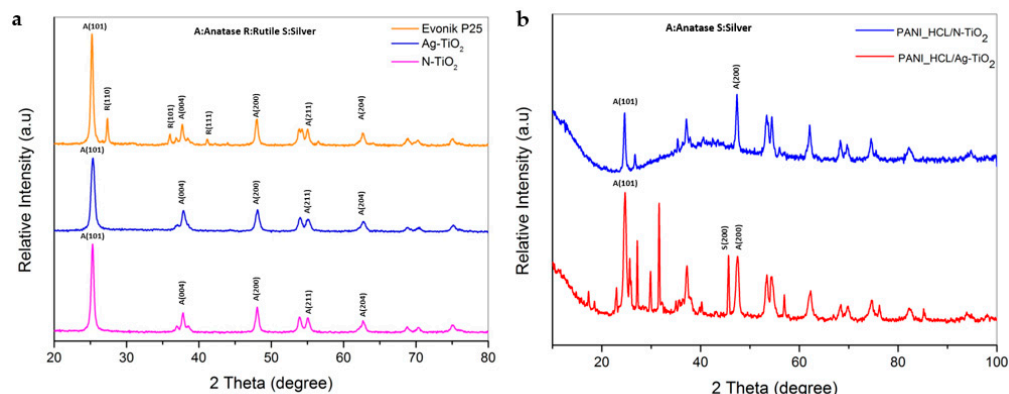 a
A:Anatase R:Rutile S:Silver
Evonik P25
Ag-TiO₂
N-TiO₂
A(101)
R(110)
R(101)
A(004)
R(111)
A(200)
A(211)
A(204)
A(101)
A(004)
A(200)
A(211)
A(204)
A(101)
A(004)
A(200)
A(211)
A(204)
Relative Intensity (a.u)
20 30 40 50 60 70 80
2 Theta (degree)
b
A:Anatase S:Silver
PANI_HCL/N-TiO₂
PANI_HCL/Ag-TiO₂
A(101)
A(200)
A(101)
S(200)
A(200)
Relative Intensity (a.u)
20 40 60 80 100
2 Theta (degree)